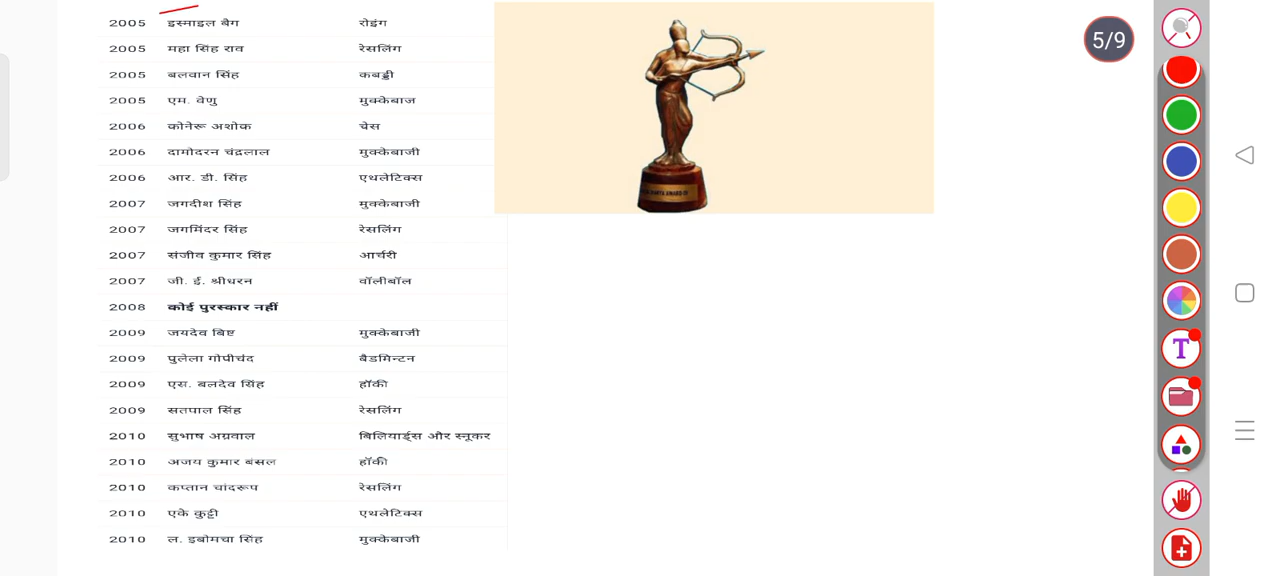 2005 इस्माइल बैग रोइंग
2005 महा सिंह राव रेसलिंग
2005 बलवान सिंह कबड्डी
2005 एम. वेणु मुक्केबाज
2006 कोनेरू अशोक चेस
2006 दामोदरन चंद्रलाल मुक्केबाजी
2006 आर. डी. सिंह एथलेटिक्स
2007 जगदीश सिंह मुक्केबाजी
2007 जगमिंदर सिंह रेसलिंग
2007 संजीव कुमार सिंह आर्चरी
2007 जी. ई. श्रीधरन वॉलीबॉल
2008 कोई पुरस्कार नहीं
2009 जयदेव बिष्ट मुक्केबाजी
2009 पुलेला गोपीचंद बैडमिन्टन
2009 एस. बलदेव सिंह हॉकी
2009 सतपाल सिंह रेसलिंग
2010 सुभाष अग्रवाल बिलियार्ड्स और स्नूकर
2010 अजय कुमार बंसल हॉकी
2010 कप्तान चांदरूप रेसलिंग
2010 एके कुट्टी एथलेटिक्स
2010 ल. इबोमचा सिंह मुक्केबाजी
5/9
T